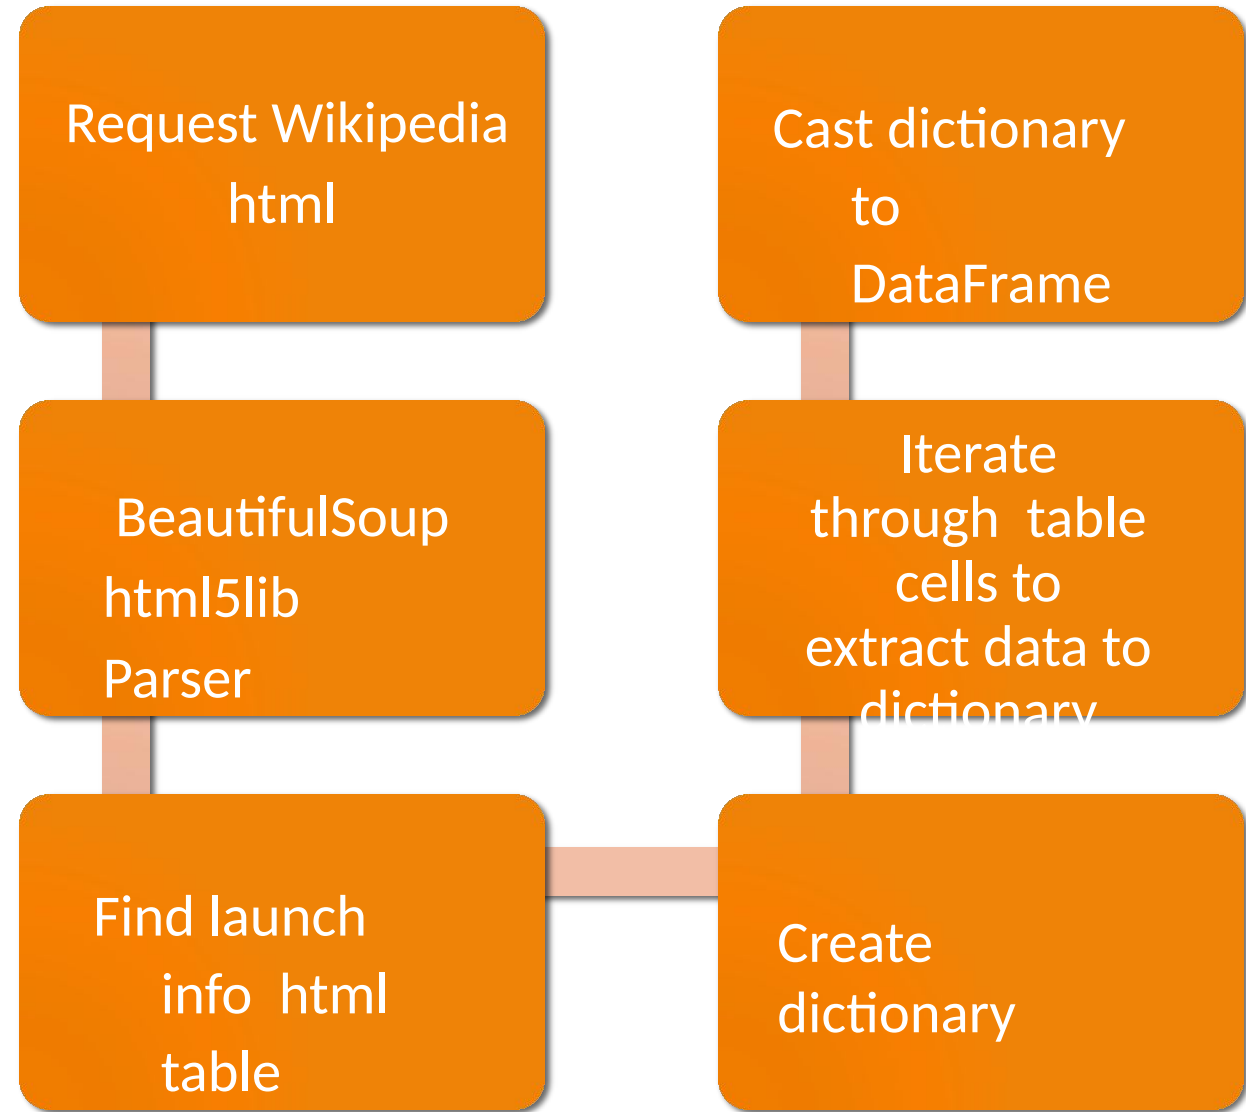 Request Wikipedia
html
BeautifulSoup
html5lib
Parser
Find launch
info html
table
Create
dictionary
Iterate
through table
cells to
extract data to
dictionary
Cast dictionary
to
DataFrame